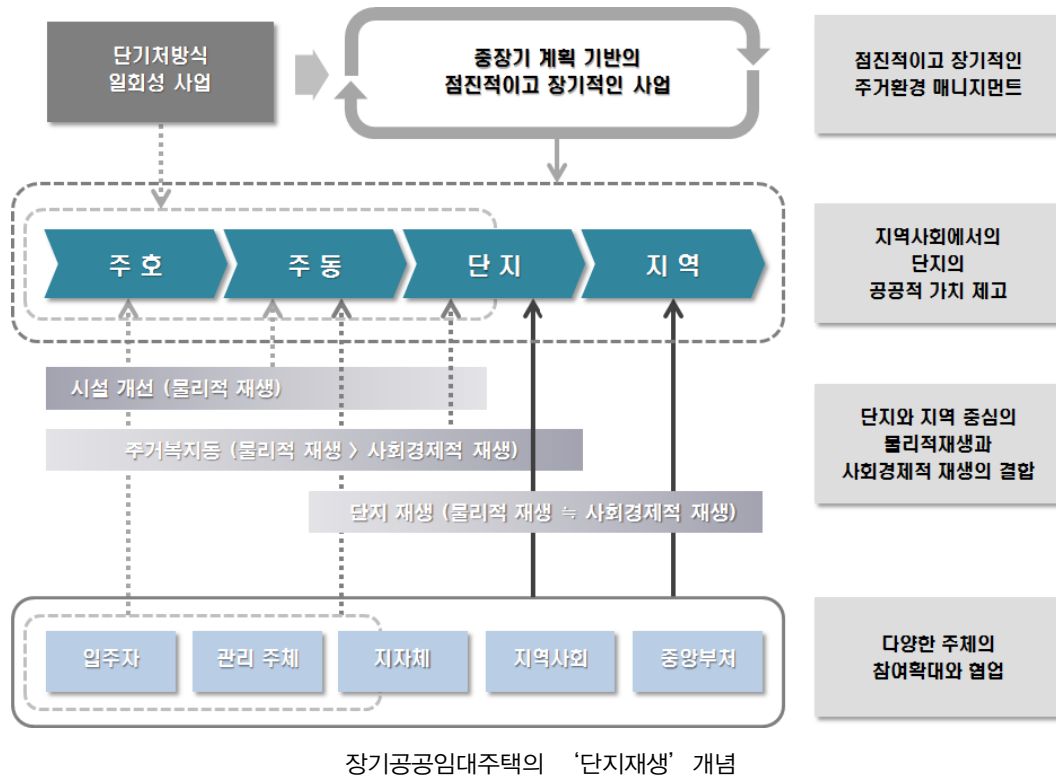 단기처방식
일회성 사업
중장기 계획 기반의
점진적이고 장기적인 사업
점진적이고 장기적인
주거환경 매니지먼트
주호
주동
단지
지역
지역사회에서의
단지의
공공적 가치 제고
시설 개선 (물리적 재생)
주거복지동 (물리적 재생 > 사회경제적 재생)
단지 재생 (물리적 재생 ≒ 사회경제적 재생)
단지와 지역 중심의
물리적재생과
사회경제적 재생의 결합
입주자
관리 주체
지자체
지역사회
중앙부처
다양한 주체의
참여확대와 협업
장기공공임대주택의 ‘단지재생’ 개념